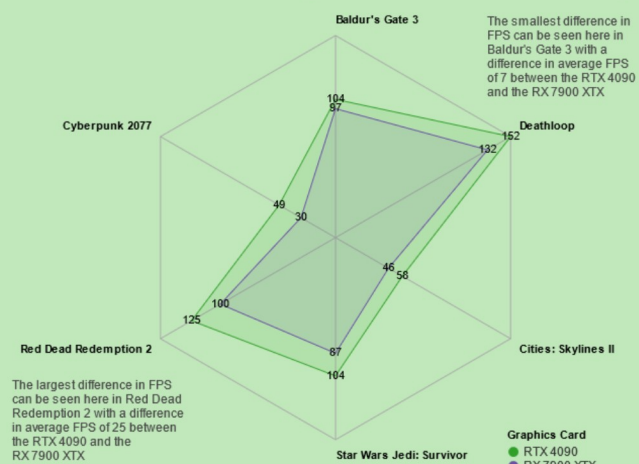 Baldur's Gate 3
The smallest difference in
FPS can be seen here in
Baldur's Gate 3 with a
difference in average FPS
of 7 between the RTX 4090
and the RX 7900 XTX
104
97
Cyberpunk 2077
Deathloop
152
132
49
30
46
58
100
125
87
104
Red Dead Redemption 2
Cities: Skylines II
The largest difference in FPS
can be seen here in Red Dead
Redemption 2 with a difference
in average FPS of 25 between
the RTX 4090 and the
RX 7900 XTX
Star Wars Jedi: Survivor
Graphics Card
RTX 4090
RX 7900 XTX